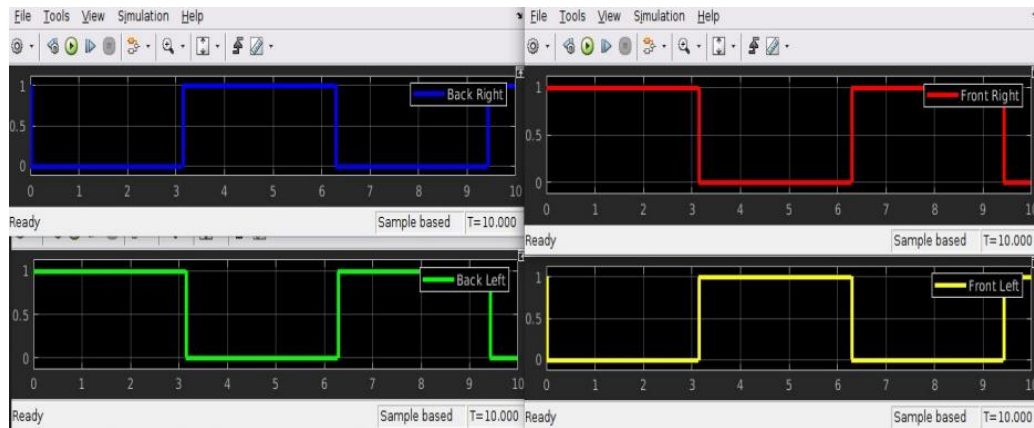 File Tools View Simulation Help
Back Right
1
0.5
0
0 1 2 3 4 5 6 7 8 9 10
Ready Sample based T=10.000
Back Left
1
0.5
0
0 1 2 3 4 5 6 7 8 9 10
Ready Sample based T=10.000
File Tools View Simulation Help
Front Right
1
0.5
0
0 1 2 3 4 5 6 7 8 9 10
Ready Sample based T=10.000
Front Left
1
0.5
0
0 1 2 3 4 5 6 7 8 9 10
Ready Sample based T=10.000